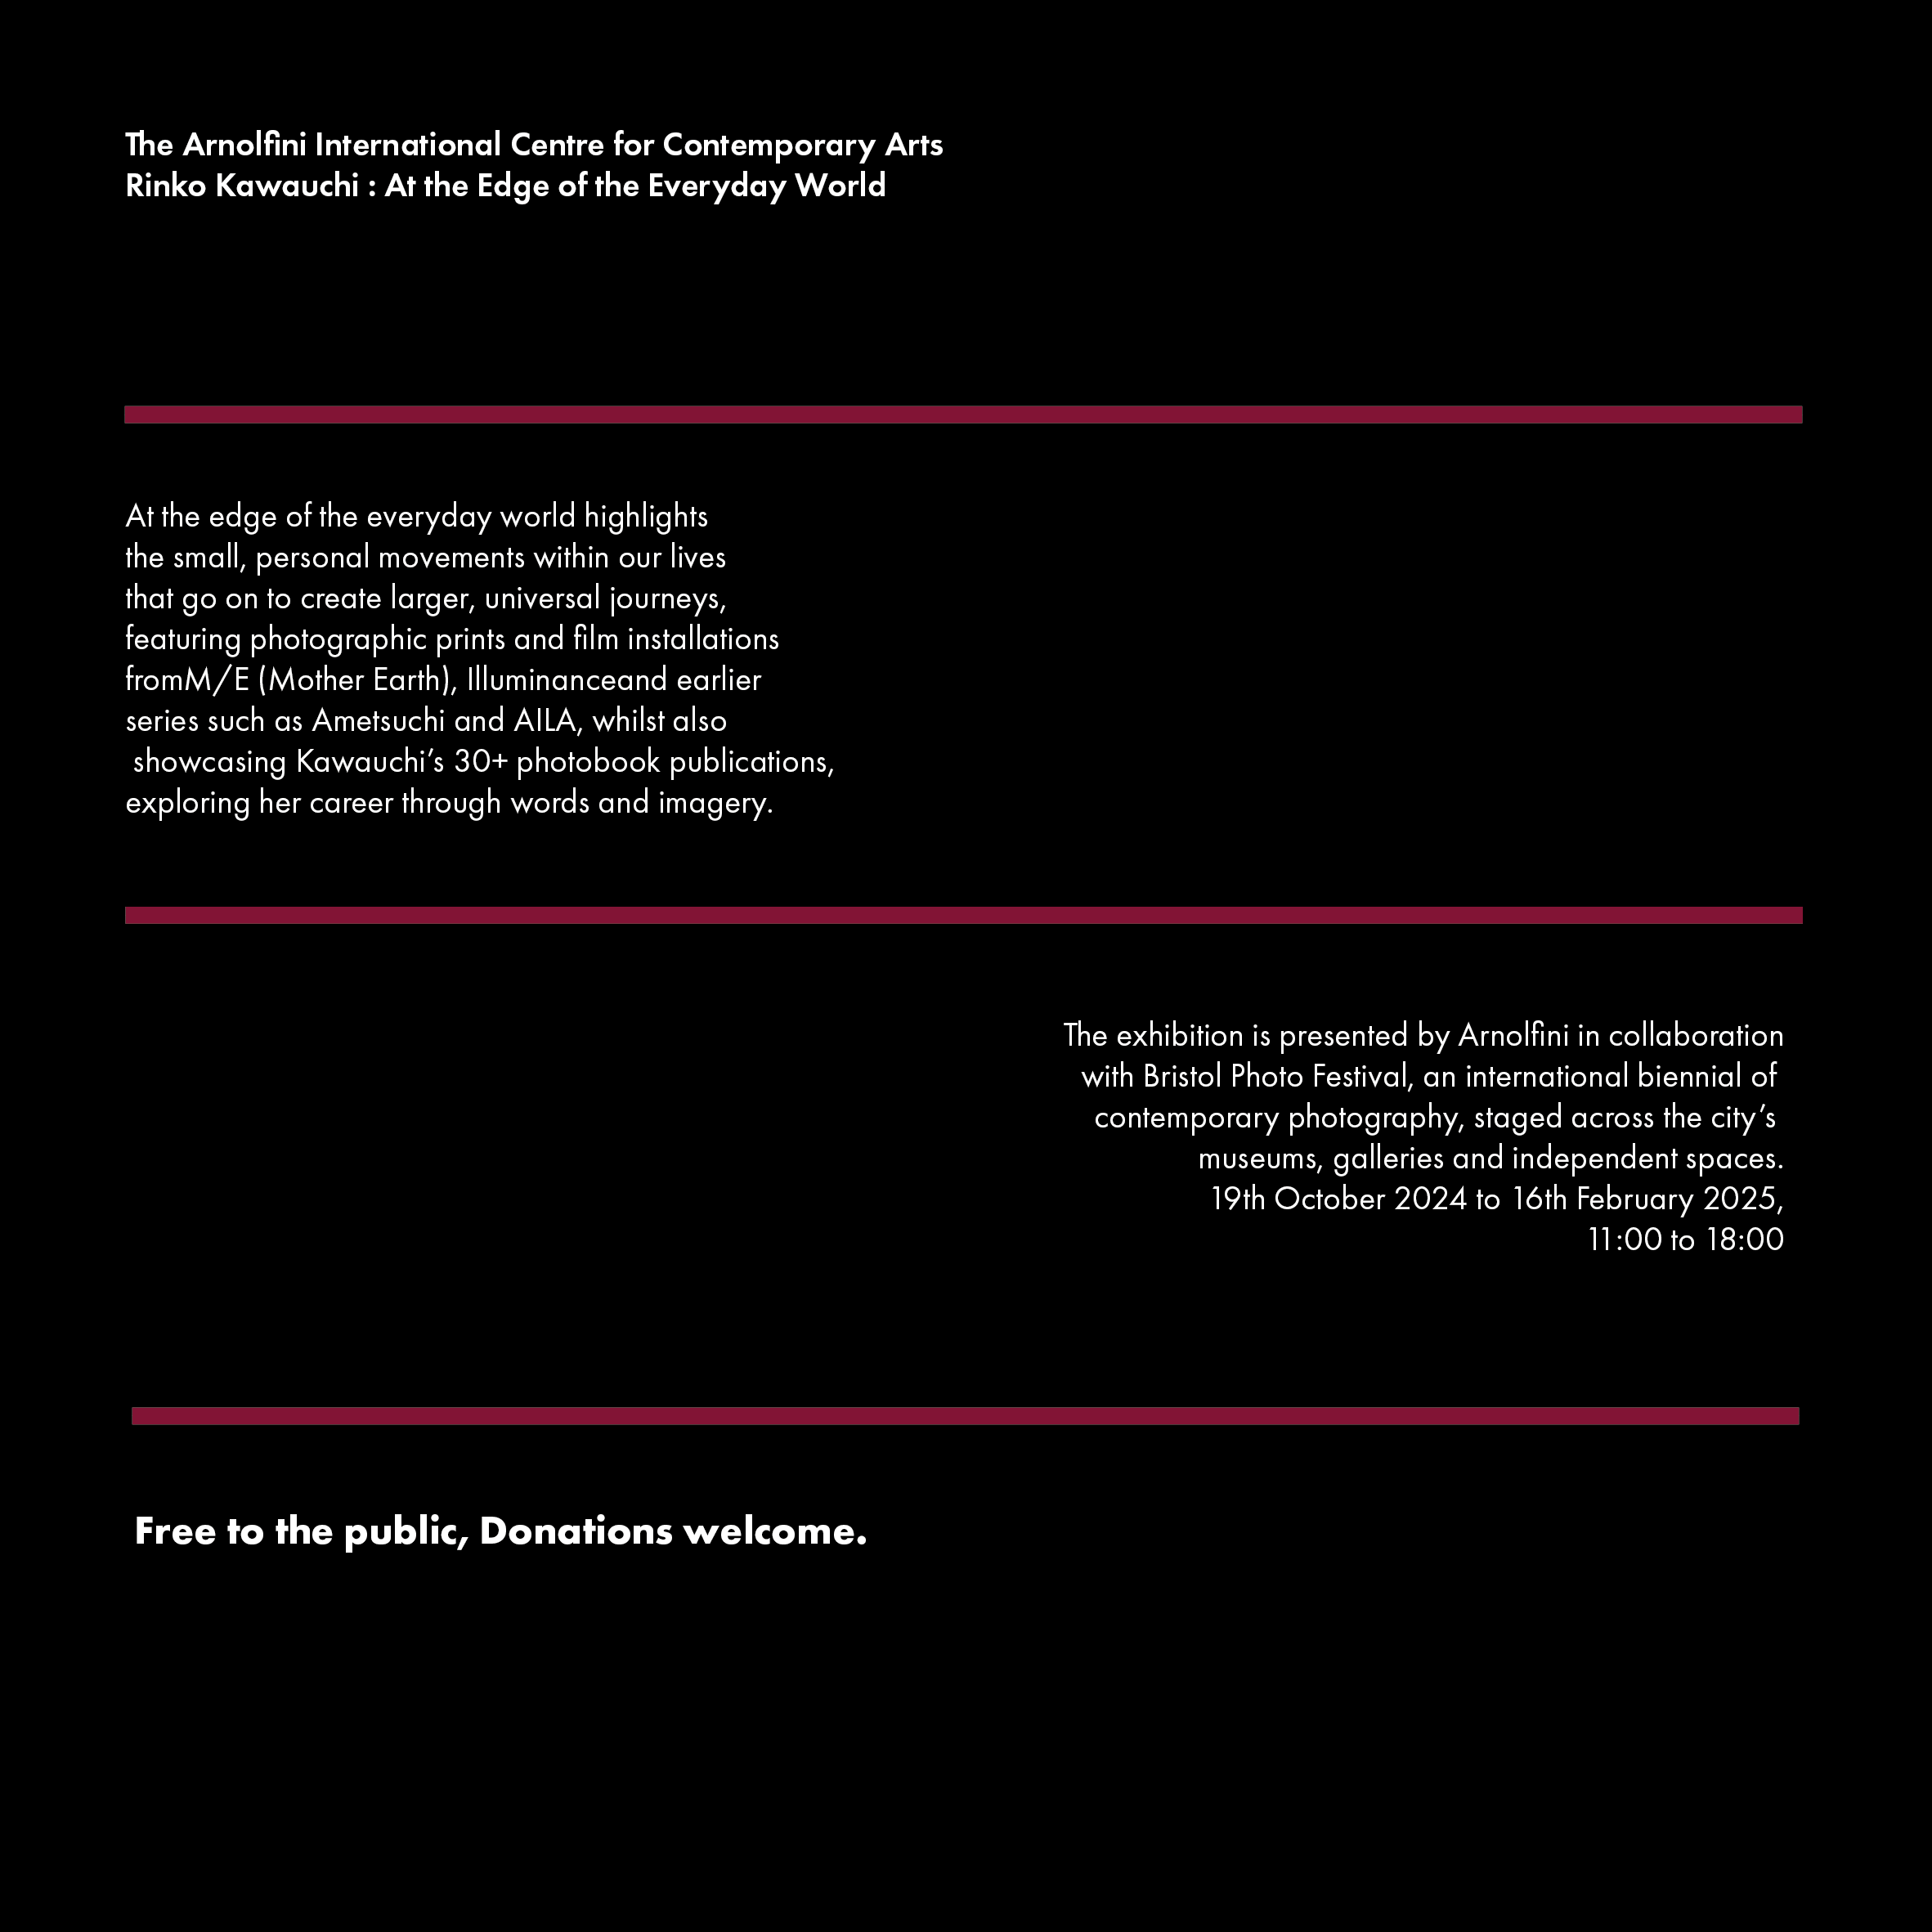 The Arnolfini International Centre for Contemporary Arts
Rinko Kawauchi : At the Edge of the Everyday World
At the edge of the everyday world highlights
the small, personal movements within our lives
that go on to create larger, universal journeys,
featuring photographic prints and film installations
fromM/E (Mother Earth), Illuminanceand earlier
series such as Ametsuchi and AILA, whilst also
showcasing Kawauchi’s 30+ photobook publications,
exploring her career through words and imagery.
The exhibition is presented by Arnolfini in collaboration
with Bristol Photo Festival, an international biennial of
contemporary photography, staged across the city’s
museums, galleries and independent spaces.
19th October 2024 to 16th February 2025,
11:00 to 18:00
Free to the public, Donations welcome.